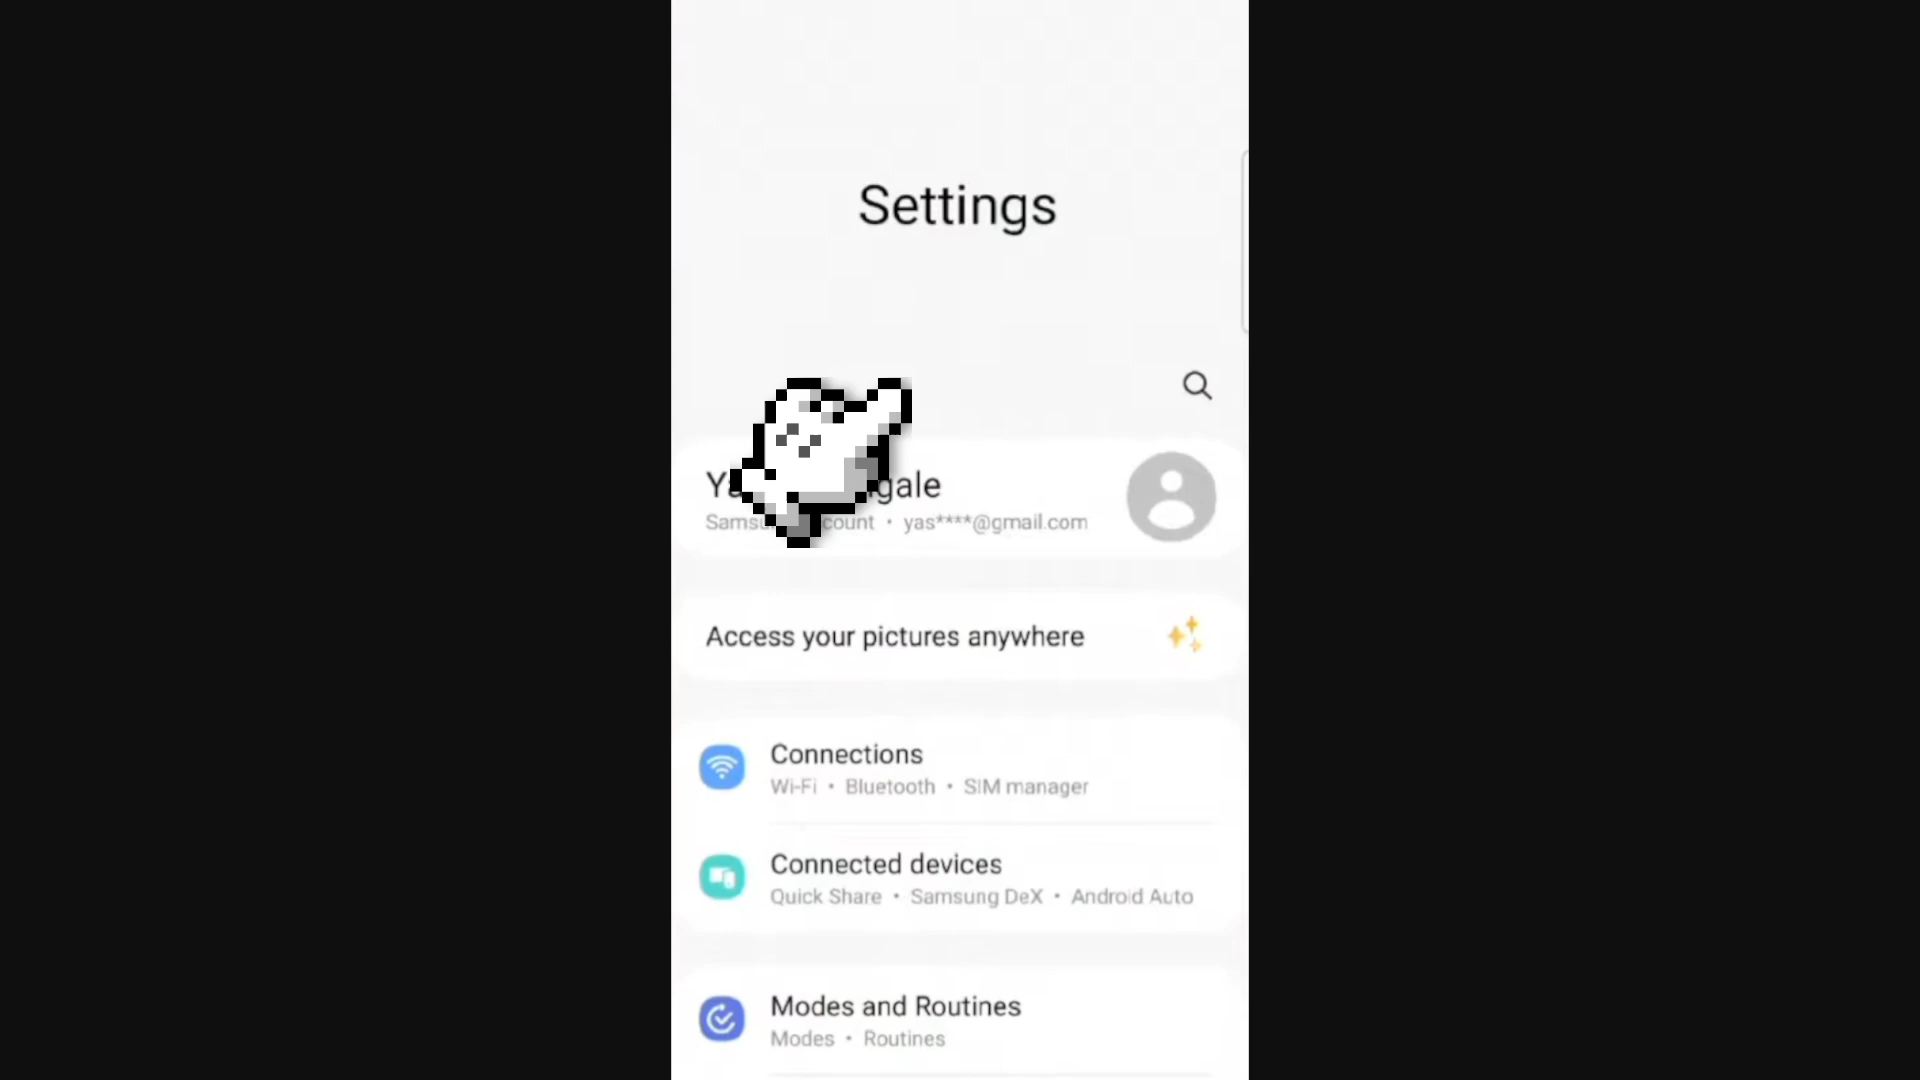 Settings
gale
count • yas****@gmail.com
Access your pictures anywhere
Connections
Wi-Fi • Bluetooth • SIM manager
Connected devices
Quick Share • Samsung DeX • Android Auto
Modes and Routines
Modes • Routines